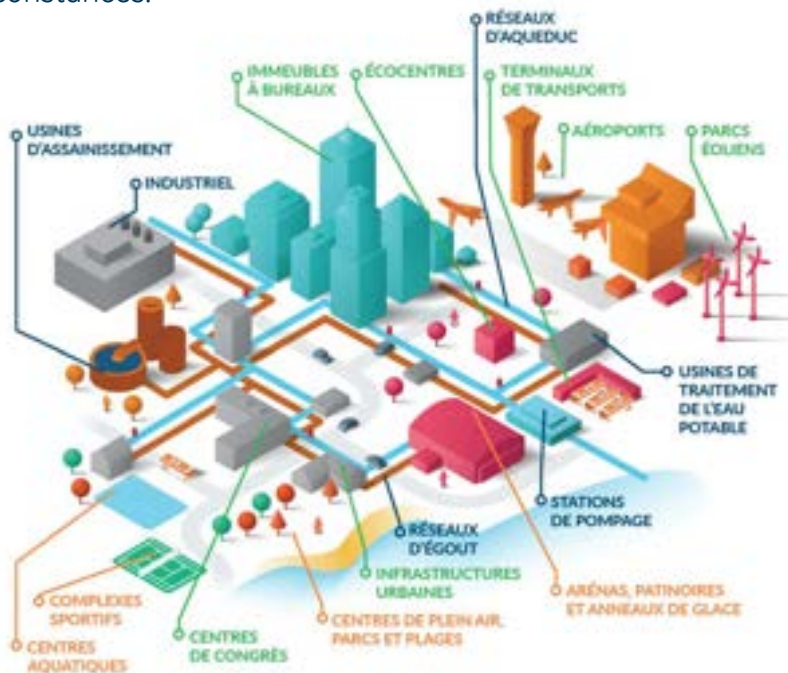 RÉSEAUX
D'AQUEDUC
IMMEUBLES
À BUREAUX
ÉCOCENTRES
TERMINAUX
DE TRANSPORTS
AÉROPORTS
PARCS
ÉOLIENS
USINES
D'ASSAINISSEMENT
INDUSTRIEL
USINES DE
TRAITEMENT
DE L'EAU
POTABLE
STATIONS
DE POMPAGE
RÉSEAUX
D'ÉGOUT
INFRASTRUCTURES
URBAINES
ARÉNAS, PATINOIRES
ET ANNEAUX DE GLACE
COMPLEXES
SPORTIFS
CENTRES
DE CONGRÈS
CENTRES DE PLEIN AIR,
PARCS ET PLAGES
CENTRES
AQUATIQUES